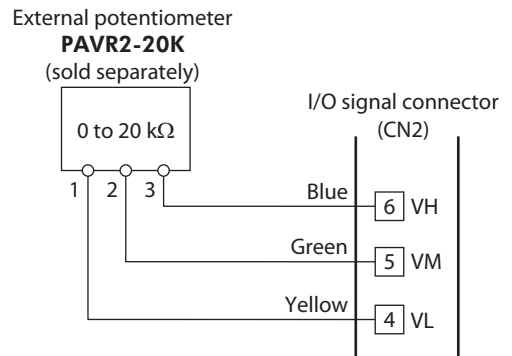 External potentiometer
PAVR2-20K
(sold separately)
0 to 20 kΩ
1 2 3
I/O signal connector
(CN2)
Blue 6 VH
Green 5 VM
Yellow 4 VL